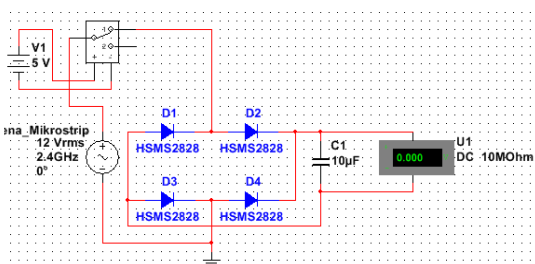 V1
5 V
1
2
+
-
D1
D2
HSMS2828
HSMS2828
ena_Mikrostrip
12 Vrms
2.4GHz
0°
C1
10µF
U1
0.000
DC 10MOhm
D3
D4
HSMS2828
HSMS2828